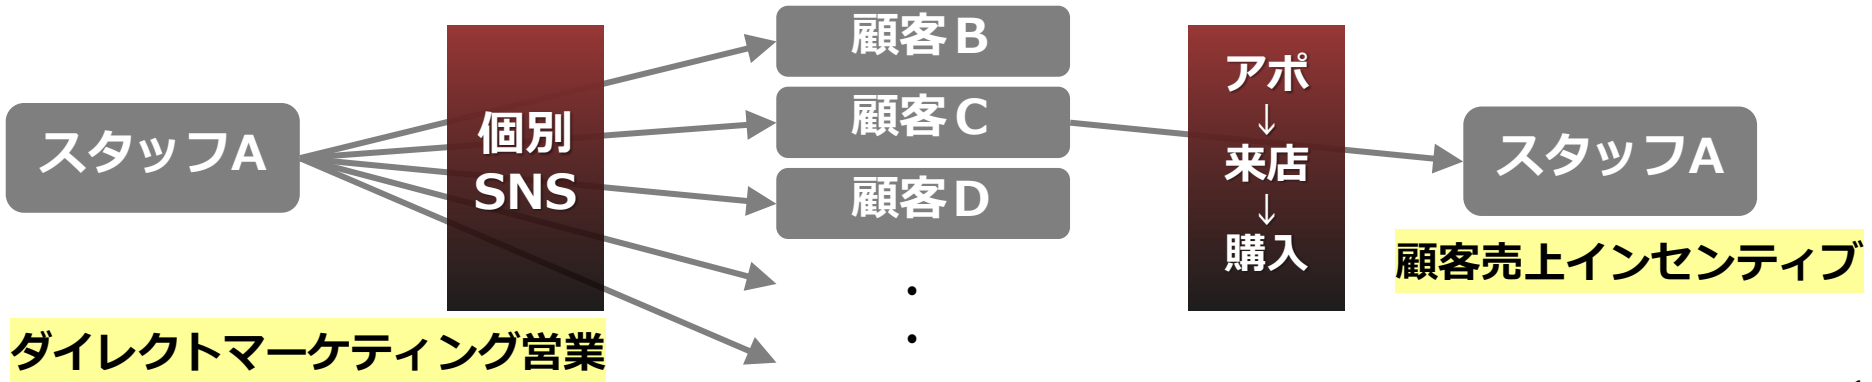 スタッフA
個別
SNS
顧客B
顧客C
顧客D
・
・
アポ
↓
来店
↓
購入
スタッフA
顧客売上インセンティブ
ダイレクトマーケティング営業